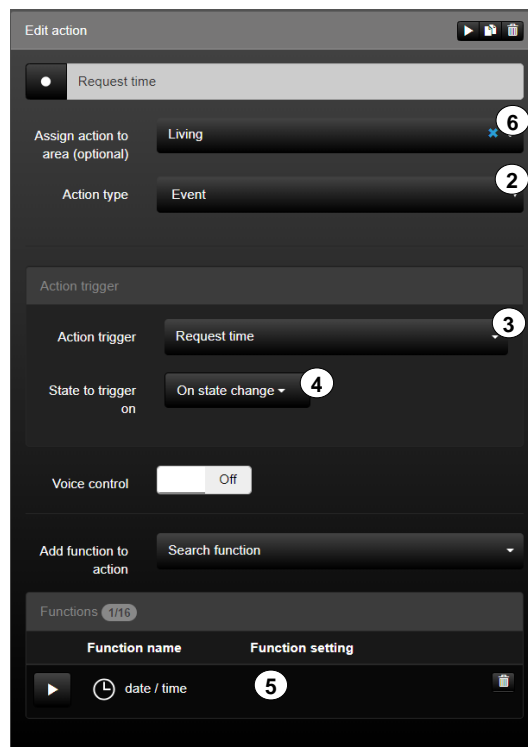 Edit action
Request time
6
Assign action to
area (optional)
Living
2
Action type
Event
Action trigger
3
Action trigger
Request time
State to trigger
on
On state change
4
Voice control
Off
Add function to
action
Search function
Functions 1/16
Function name Function setting
date / time
5